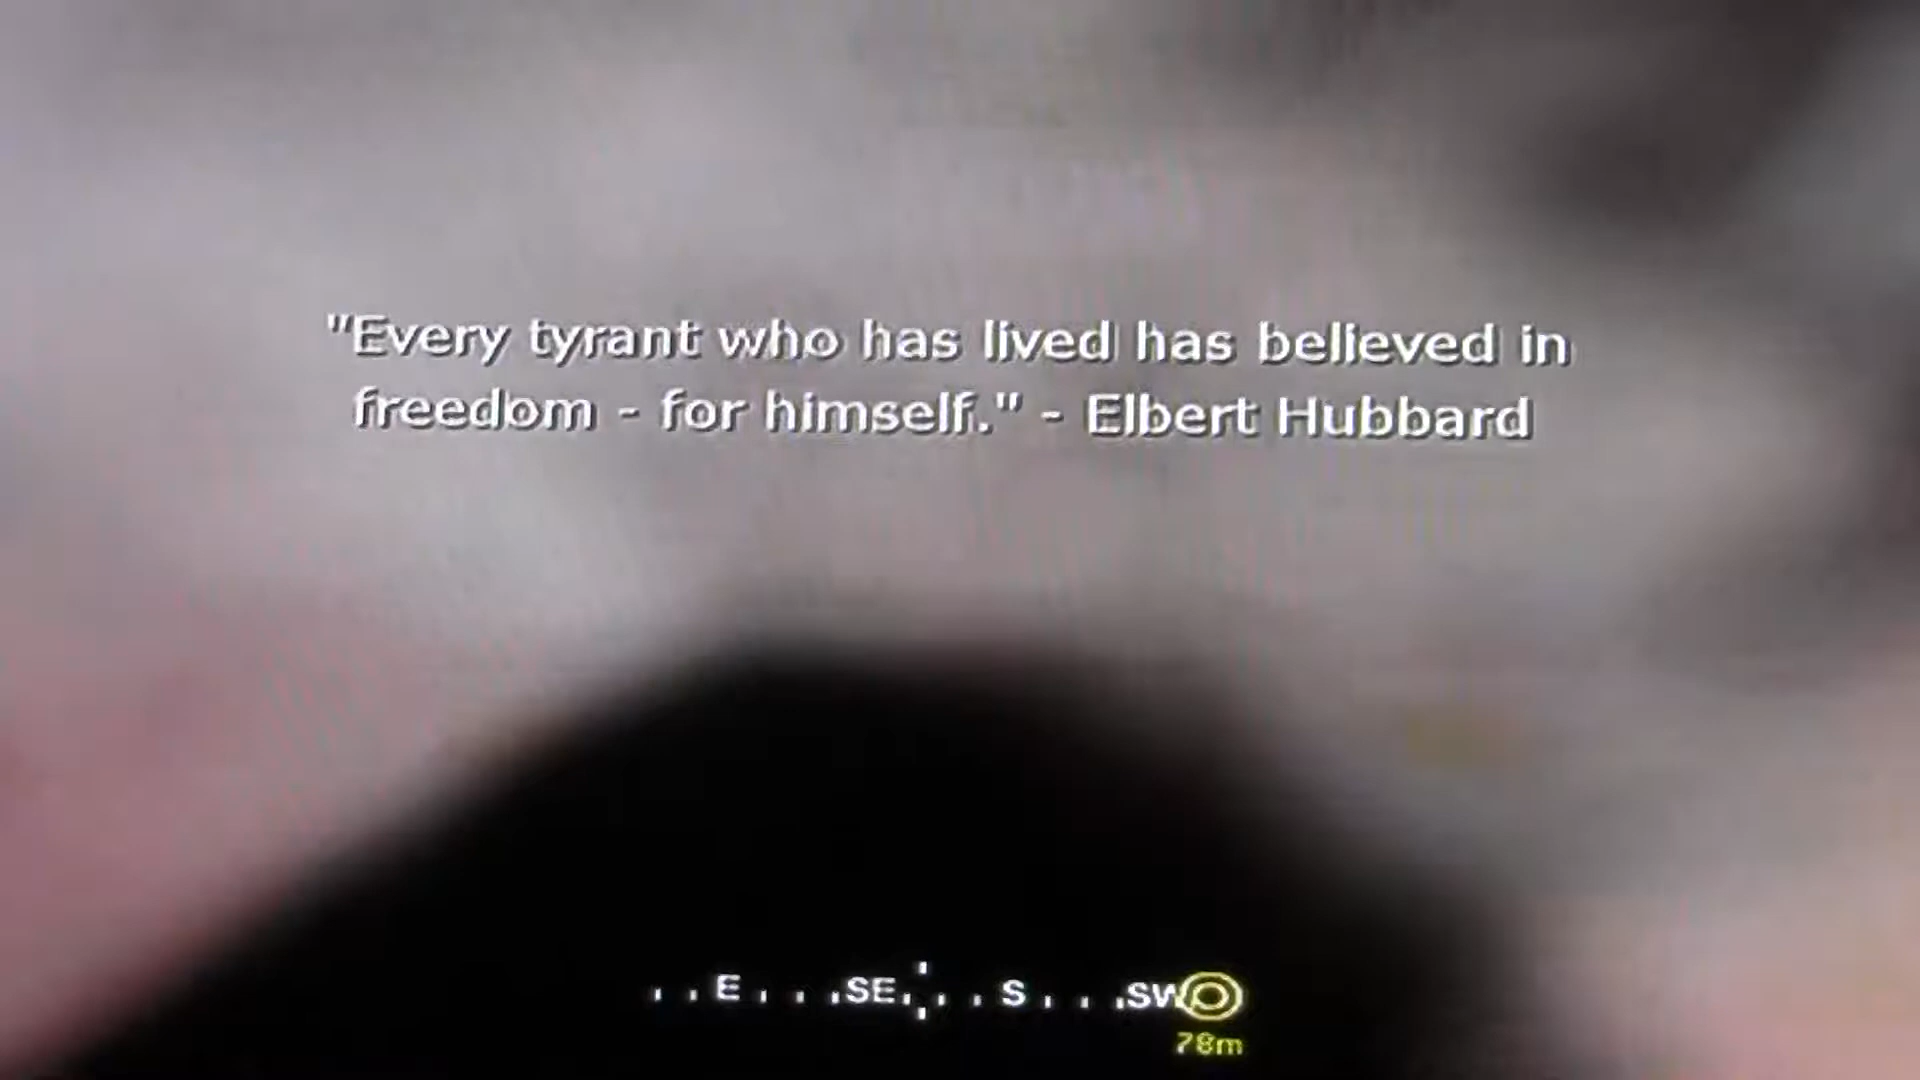 "Every tyrant who has lived has believed in
freedom - for himself." - Elbert Hubbard
E SE S SW
78m